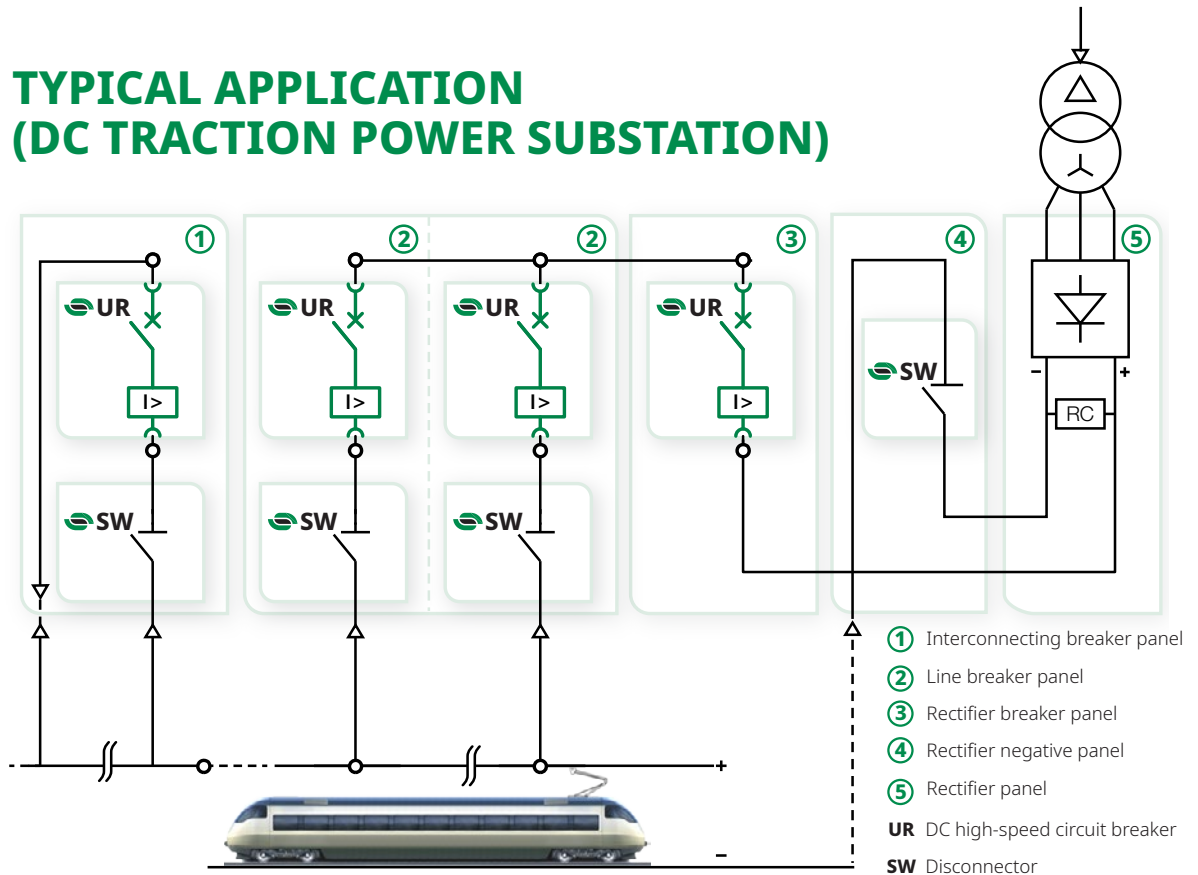 TYPICAL APPLICATION
(DC TRACTION POWER SUBSTATION)
1
2
2
3
4
5
UR
UR
UR
UR
SW
I>
I>
I>
I>
- +
RC
SW
SW
SW
+
-
1 Interconnecting breaker panel
2 Line breaker panel
3 Rectifier breaker panel
4 Rectifier negative panel
5 Rectifier panel
UR DC high-speed circuit breaker
SW Disconnector